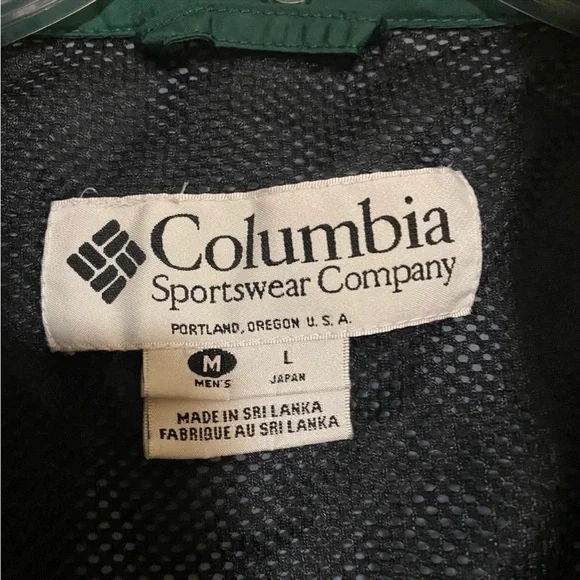 Columbia
Sportswear Company
PORTLAND, OREGON U. S. A.
M L
MEN'S JAPAN
MADE IN SRI LANKA
FABRIQUE AU SRI LANKA